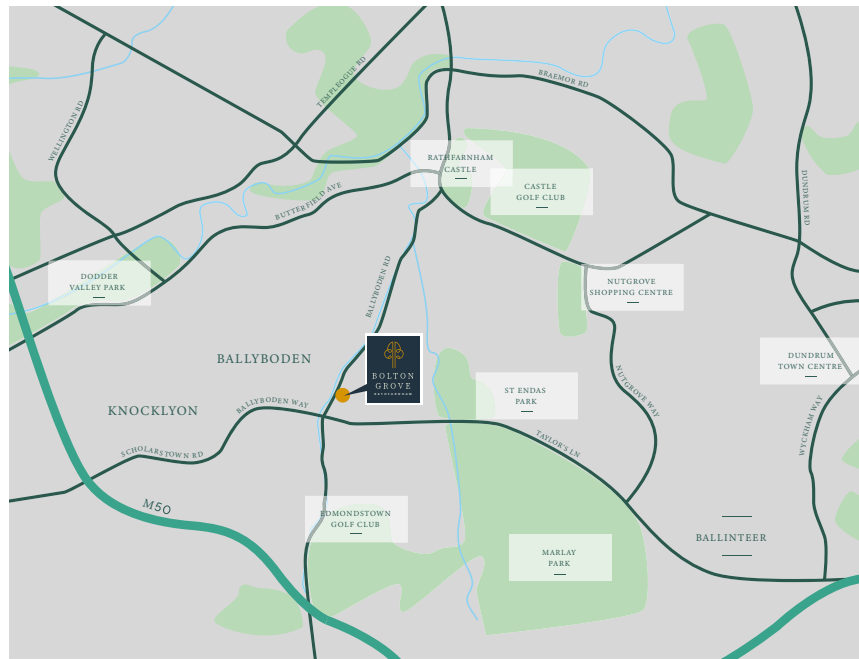 TEMPLEOGUE RD
BRAEMOR RD
WELLINGTON RD
RATHFARNHAM
CASTLE
CASTLE
GOLF CLUB
BUTTERFIELD AVE
DUNDRUM RD
DODDER
VALLEY PARK
BALLYBODEN RD
NUTGROVE
SHOPPING CENTRE
BALLYBODEN
BOLTON
GROVE
RATHFARNHAM
DUNDRUM
TOWN CENTRE
KNOCKLYON
BALLYBODEN WAY
ST ENDAS
PARK
NUTGROVE WAY
WYCKHAM WAY
SCHOLARSTOWN RD
TAYLOR'S LN
M50
EDMONDSTOWN
GOLF CLUB
BALLINTEER
MARLAY
PARK